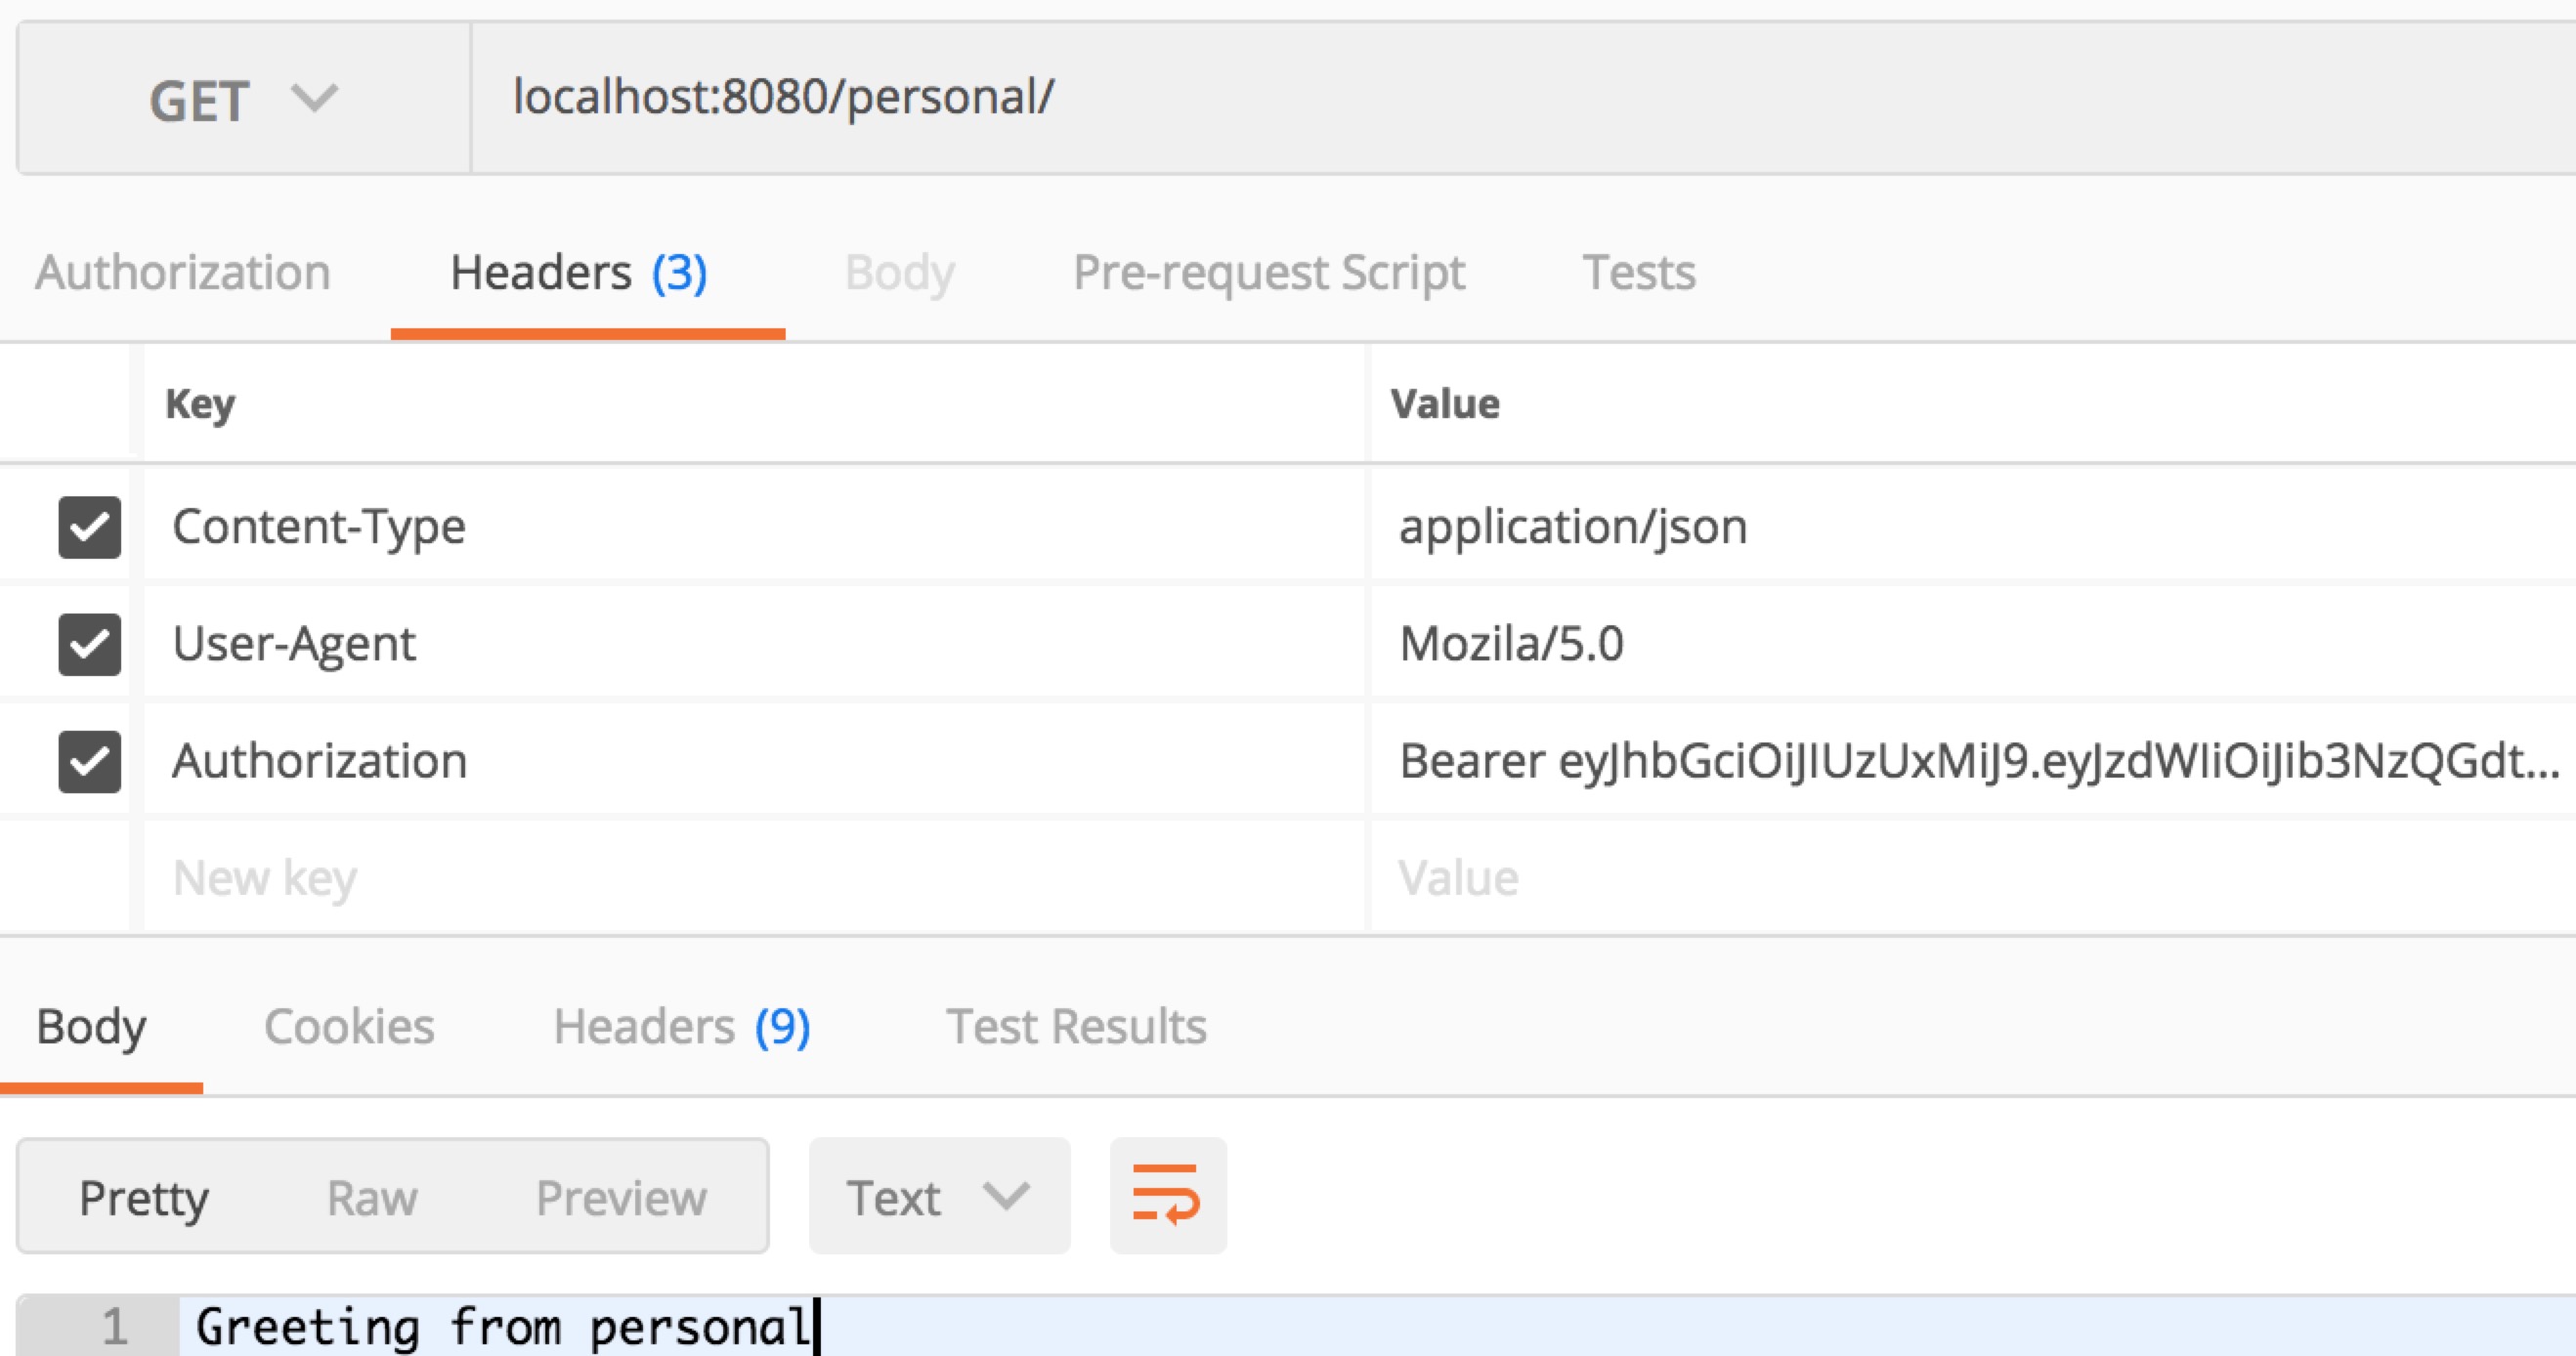 GET localhost:8080/personal/
Authorization Headers (3) Body Pre-request Script Tests
Key Value
Content-Type application/json
User-Agent Mozila/5.0
Authorization Bearer eyJhbGciOiJIUzUxMiJ9.eyJzdWIiOiJib3NzQGdt...
New key Value
Body Cookies Headers (9) Test Results
Pretty Raw Preview Text
1 Greeting from personal